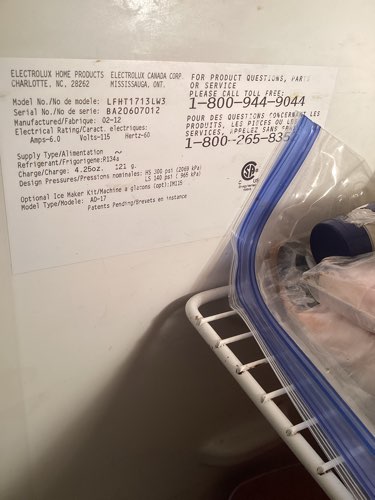 ELECTROLUX HOME PRODUCTS ELECTROLUX CANADA CORP.
CHARLOTTE, NC. 28262 MISSISSAUGA, ONT.
Model No./No de modele: LFHT1713LW3
Serial No./No de serie: BA20607012
Manufactured/Fabrique: 02-12
Electrical Rating/Caract. electriques:
Amps-6.0 Volts-115 Hertz-60
Supply Type/Alimentation ~
Refrigerant/Frigorigene:R134a
Charge/Charge: 4.25oz. 121 g.
Design Pressures/Pressions nominales: HS 300 psi (2069 kPa)
LS 140 psi ( 965 kPa)
Optional Ice Maker Kit/Machine a glacons (opt)IM115
Model Type/Modele: AD-17
Patents Pending/Brevets en instance
FOR PRODUCT QUESTIONS, PARTS
OR SERVICE
PLEASE CALL TOLL FREE:
1-800-944-9044
POUR DES QUESTIONS CONCERNANT LES
PRODUITS, LES PIECES OU LES
SERVICES, APPELEZ SANS
1-800-265-835